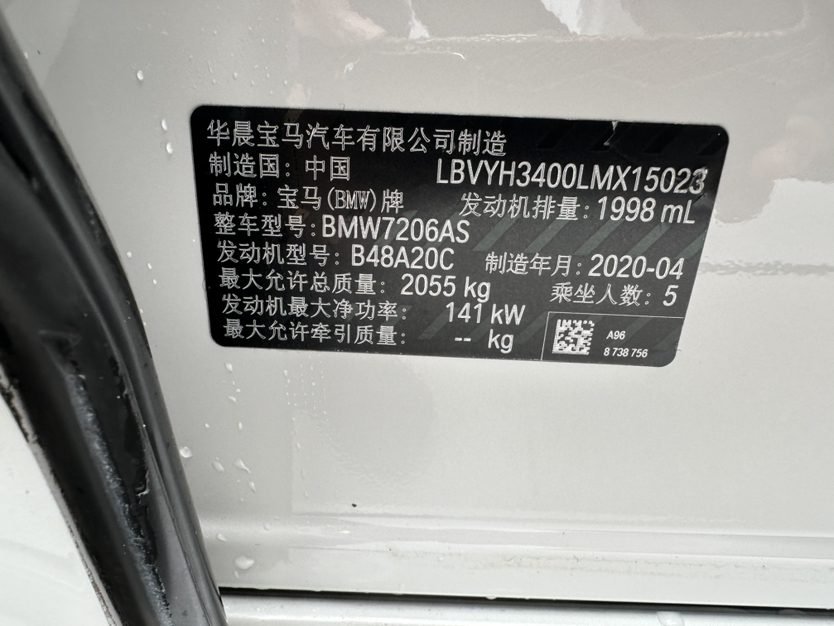 华晨宝马汽车有限公司制造
制造国：中国 LBVYH3400LMX15023
品牌：宝马(BMW)牌 发动机排量：1998 mL
整车型号：BMW7206AS
发动机型号：B48A20C 制造年月：2020-04
最大允许总质量：2055 kg 乘坐人数：5
发动机最大净功率： 141 kW
最大允许牵引质量： -- kg
A96
8 738 756